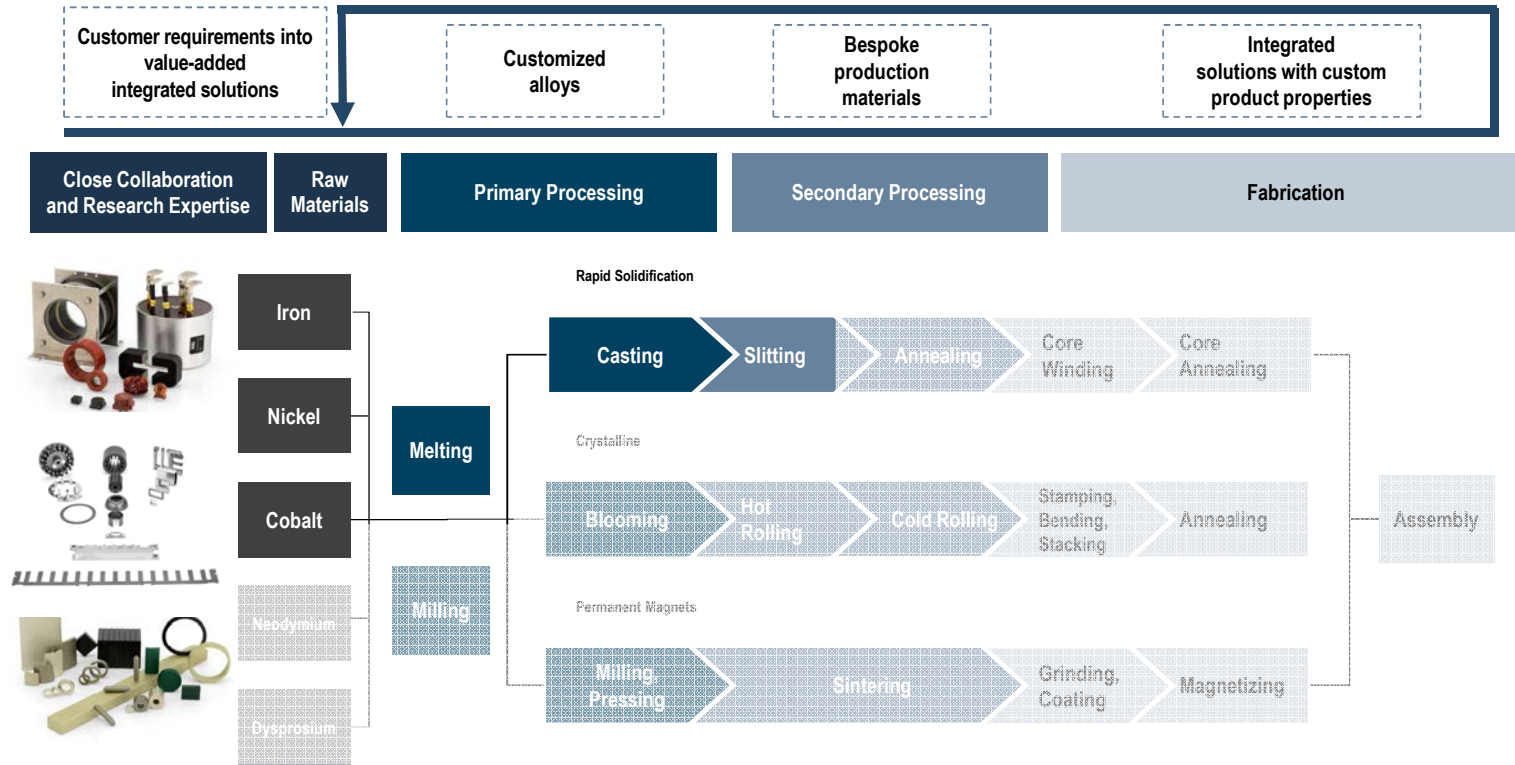 Customer requirements into
value-added
integrated solutions
Customized
alloys
Bespoke
production
materials
Integrated
solutions with custom
product properties
Close Collaboration
and Research Expertise
Raw
Materials
Primary Processing
Secondary Processing
Fabrication
Rapid Solidification
Iron
Nickel
Cobalt
Neodymium
Dysprosium
Melting
Milling
Casting
Slitting
Annealing
Core
Winding
Core
Annealing
Crystalline
Blooming
Hot
Rolling
Cold Rolling
Stamping,
Bending,
Stacking
Annealing
Permanent Magnets
Milling,
Pressing
Sintering
Grinding,
Coating
Magnetizing
Assembly